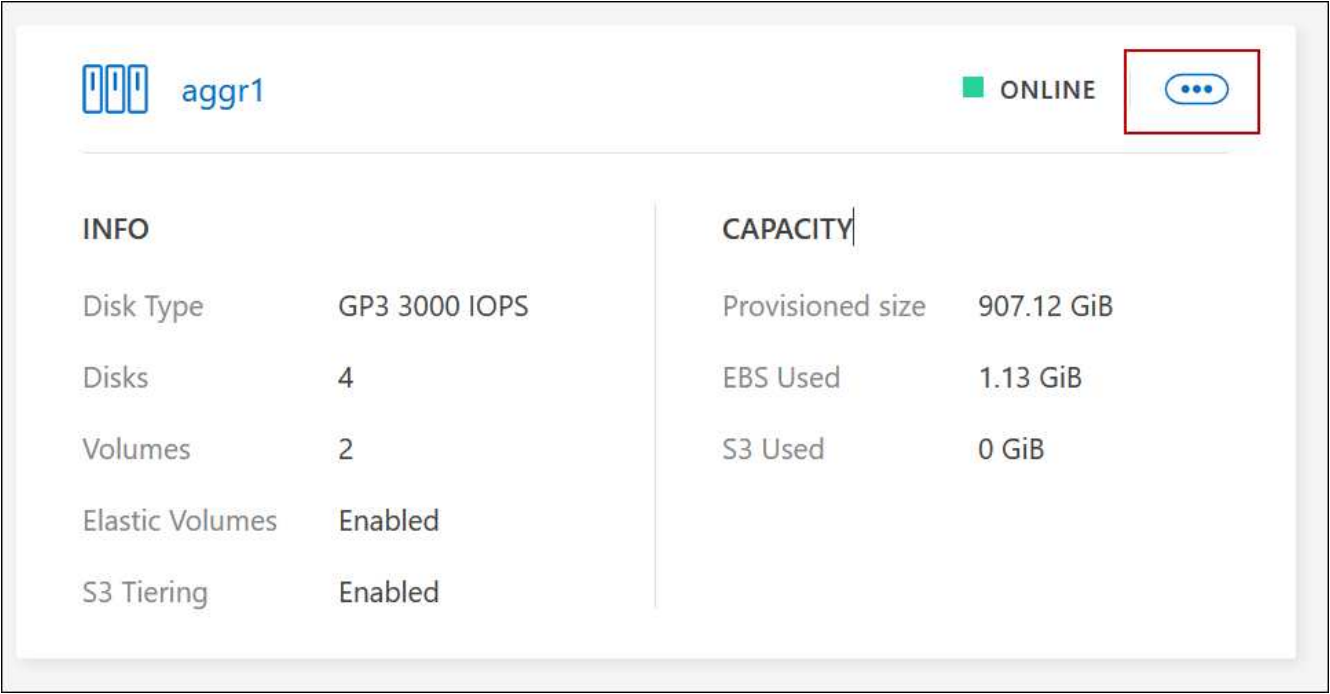 aggr1
ONLINE
INFO
Disk Type GP3 3000 IOPS
Disks 4
Volumes 2
Elastic Volumes Enabled
S3 Tiering Enabled
CAPACITY
Provisioned size 907.12 GiB
EBS Used 1.13 GiB
S3 Used 0 GiB